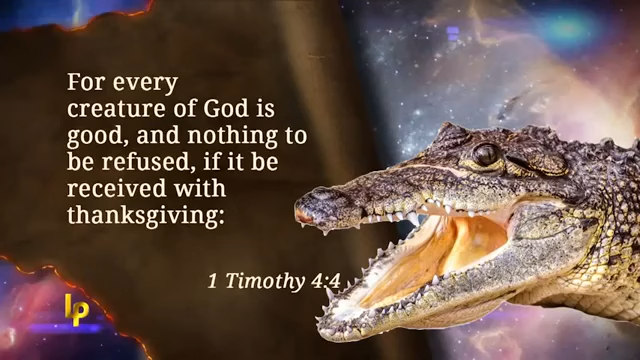 For every
creature of God is
good, and nothing to
be refused, if it be
received with
thanksgiving:
1 Timothy 4:4
lp